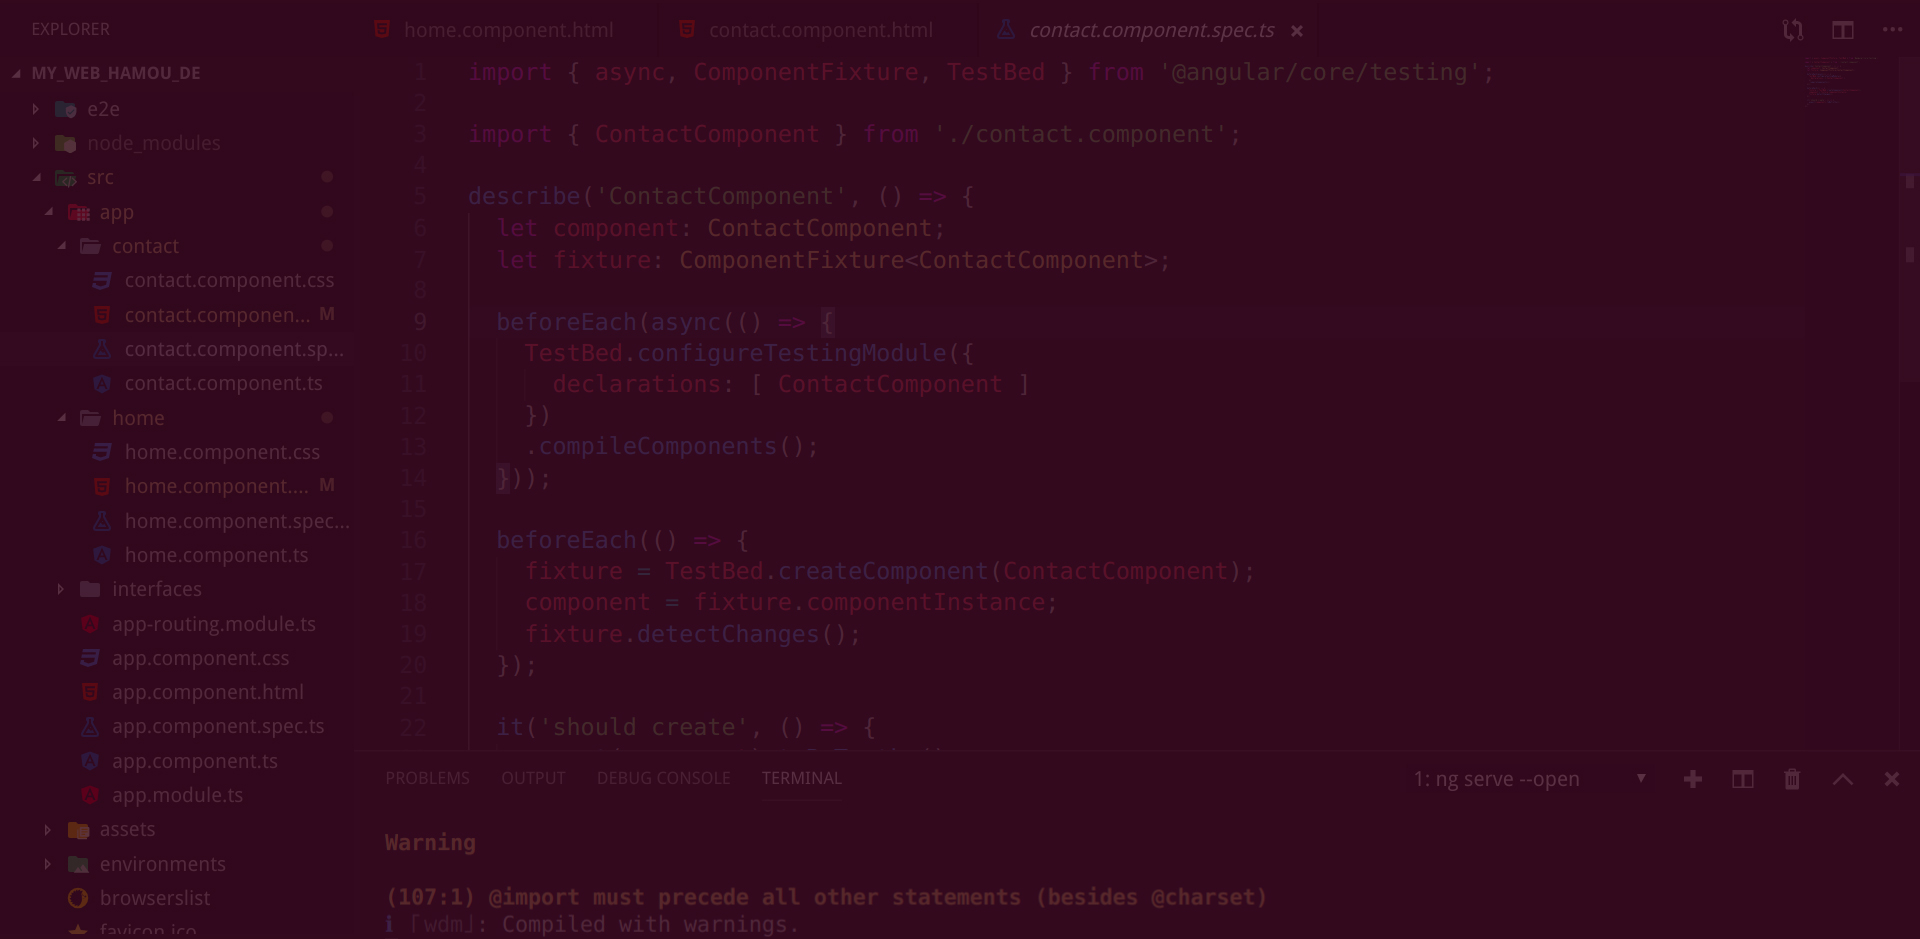 EXPLORER
MY_WEB_HAMOU_DE
e2e
node_modules
src
app
contact
contact.component.css
contact.componen... M
contact.component.sp...
contact.component.ts
home
home.component.css
home.component.... M
home.component.spec...
home.component.ts
interfaces
app-routing.module.ts
app.component.css
app.component.html
app.component.spec.ts
app.component.ts
app.module.ts
assets
environments
browserslist
favicon.ico
home.component.html
contact.component.html
contact.component.spec.ts
1 import { async, ComponentFixture, TestBed } from '@angular/core/testing';
2
3 import { ContactComponent } from './contact.component';
4
5 describe('ContactComponent', () => {
6 let component: ContactComponent;
7 let fixture: ComponentFixture<ContactComponent>;
8
9 beforeEach(async(() => {
10 TestBed.configureTestingModule({
11 declarations: [ ContactComponent ]
12 })
13 .compileComponents();
14 }));
15
16 beforeEach(() => {
17 fixture = TestBed.createComponent(ContactComponent);
18 component = fixture.componentInstance;
19 fixture.detectChanges();
20 });
21
22 it('should create', () => {
PROBLEMS OUTPUT DEBUG CONSOLE TERMINAL
1: ng serve --open
Warning
(107:1) @import must precede all other statements (besides @charset)
ℹ ｢wdm｣: Compiled with warnings.